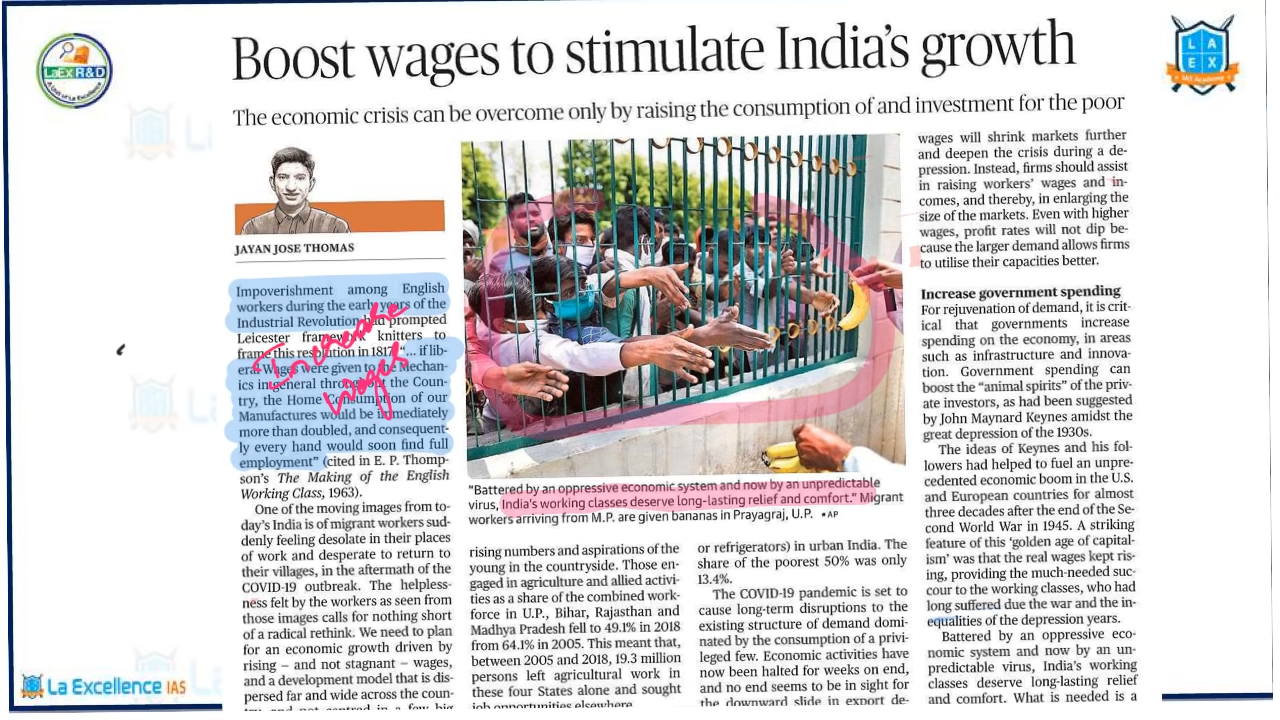 LaEx R&D
A Unit of La Excellence
L A
E X
IAS Academy
Boost wages to stimulate India's growth
The economic crisis can be overcome only by raising the consumption of and investment for the poor
JAYAN JOSE THOMAS
Impoverishment among English
workers during the early years of the
Industrial Revolution had prompted
Leicester framework knitters to
frame this resolution in 1817: "... if lib-
eral Wages were given to the Mechan-
ics in general throughout the Coun-
try, the Home Consumption of our
Manufactures would be immediately
more than doubled, and consequent-
ly every hand would soon find full
employment" (cited in E. P. Thomp-
son's The Making of the English
Working Class, 1963).
Increase
wages
One of the moving images from to-
day's India is of migrant workers sud-
denly feeling desolate in their places
of work and desperate to return to
their villages, in the aftermath of the
COVID-19 outbreak. The helpless-
ness felt by the workers as seen from
those images calls for nothing short
of a radical rethink. We need to plan
for an economic growth driven by
rising – and not stagnant – wages,
and a development model that is dis-
persed far and wide across the coun-
try, and not centred in a few big
"Battered by an oppressive economic system and now by an unpredictable
virus, India's working classes deserve long-lasting relief and comfort." Migrant
workers arriving from M.P. are given bananas in Prayagraj, U.P. •AP
rising numbers and aspirations of the
young in the countryside. Those en-
gaged in agriculture and allied activi-
ties as a share of the combined work-
force in U.P., Bihar, Rajasthan and
Madhya Pradesh fell to 49.1% in 2018
from 64.1% in 2005. This meant that,
between 2005 and 2018, 19.3 million
persons left agricultural work in
these four States alone and sought
job opportunities elsewhere
or refrigerators) in urban India. The
share of the poorest 50% was only
13.4%.
The COVID-19 pandemic is set to
cause long-term disruptions to the
existing structure of demand domi-
nated by the consumption of a privi-
leged few. Economic activities have
now been halted for weeks on end,
and no end seems to be in sight for
the downward slide in export de-
wages will shrink markets further
and deepen the crisis during a de-
pression. Instead, firms should assist
in raising workers' wages and in-
comes, and thereby, in enlarging the
size of the markets. Even with higher
wages, profit rates will not dip be-
cause the larger demand allows firms
to utilise their capacities better.
Increase government spending
For rejuvenation of demand, it is crit-
ical that governments increase
spending on the economy, in areas
such as infrastructure and innova-
tion. Government spending can
boost the "animal spirits" of the priv-
ate investors, as had been suggested
by John Maynard Keynes amidst the
great depression of the 1930s.
The ideas of Keynes and his fol-
lowers had helped to fuel an unpre-
cedented economic boom in the U.S.
and European countries for almost
three decades after the end of the Se-
cond World War in 1945. A striking
feature of this 'golden age of capital-
ism' was that the real wages kept ris-
ing, providing the much-needed suc-
cour to the working classes, who had
long suffered due the war and the in-
equalities of the depression years.
Battered by an oppressive eco-
nomic system and now by an un-
predictable virus, India's working
classes deserve long-lasting relief
and comfort. What is needed is a
La Excellence IAS